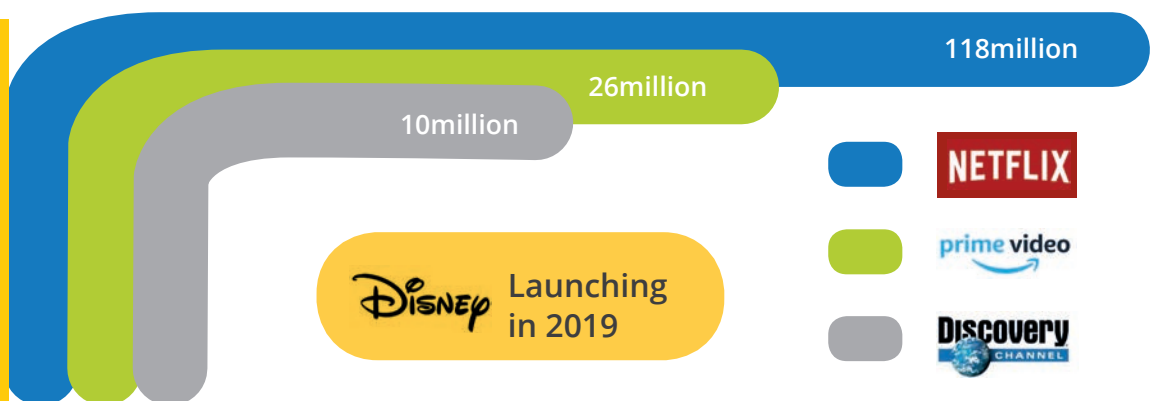 118million
26million
10million
NETFLIX
prime video
DISNEY
Launching
in 2019
DISCOVERY
CHANNEL